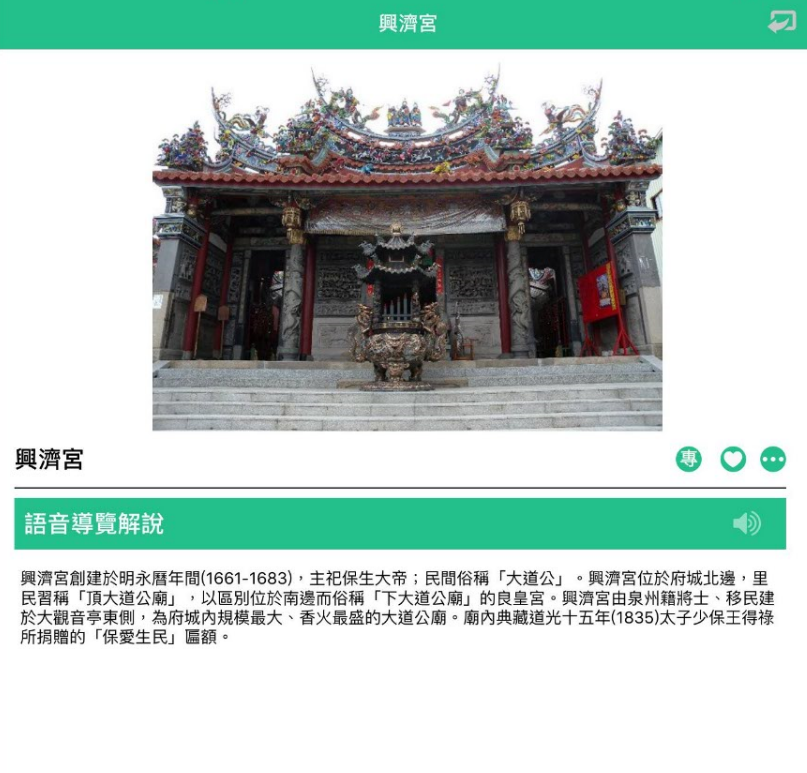 興濟宮
興濟宮
專
語音導覽解說
興濟宮創建於明永曆年間(1661-1683)，主祀保生大帝；民間俗稱「大道公」。興濟宮位於府城北邊，里
民習稱「頂大道公廟」，以區別位於南邊而俗稱「下大道公廟」的良皇宮。興濟宮由泉州籍將士、移民建
於大觀音亭東側，為府城內規模最大、香火最盛的大道公廟。廟內典藏道光十五年(1835)太子少保王得祿
所捐贈的「保愛生民」匾額。